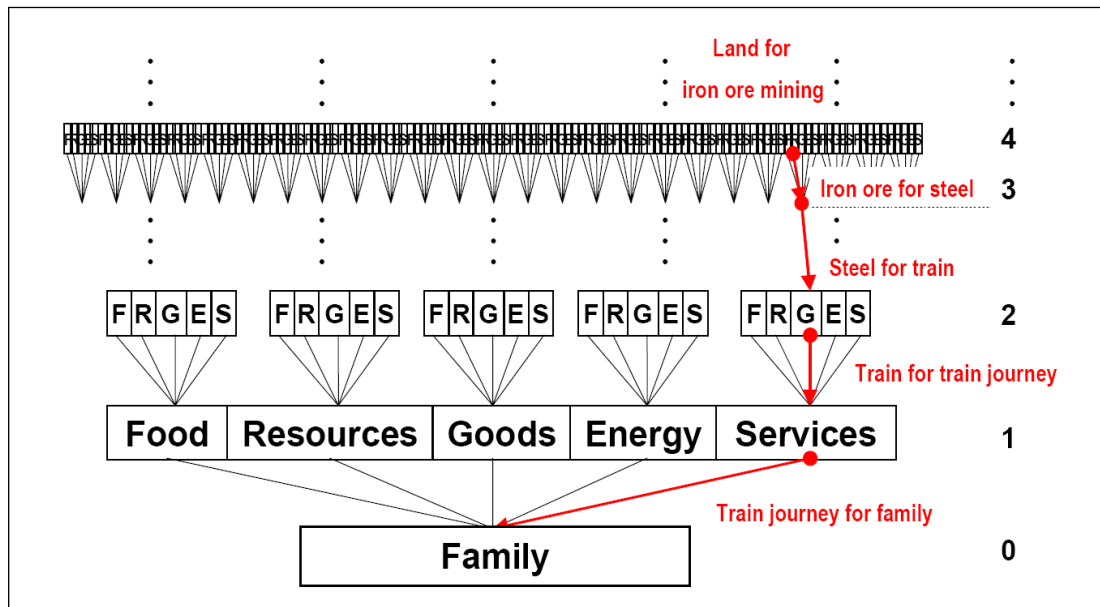 Land for
iron ore mining
4
3
Iron ore for steel
Steel for train
F R G E S F R G E S F R G E S F R G E S F R G E S 2
Train for train journey
Food Resources Goods Energy Services 1
Train journey for family
Family 0